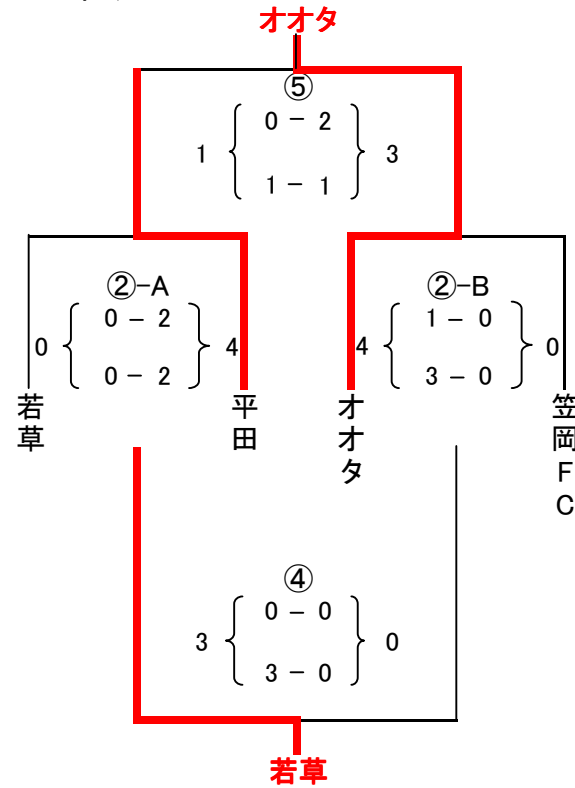 オオタ
⑤
0 − 2
1 { } 3
1 − 1
②-A
②-B
0 − 2
1 − 0
0 { } 4
4 { } 0
0 − 2
3 − 0
若草
平田
オオタ
笠岡FC
④
0 − 0
3 { } 0
3 − 0
若草